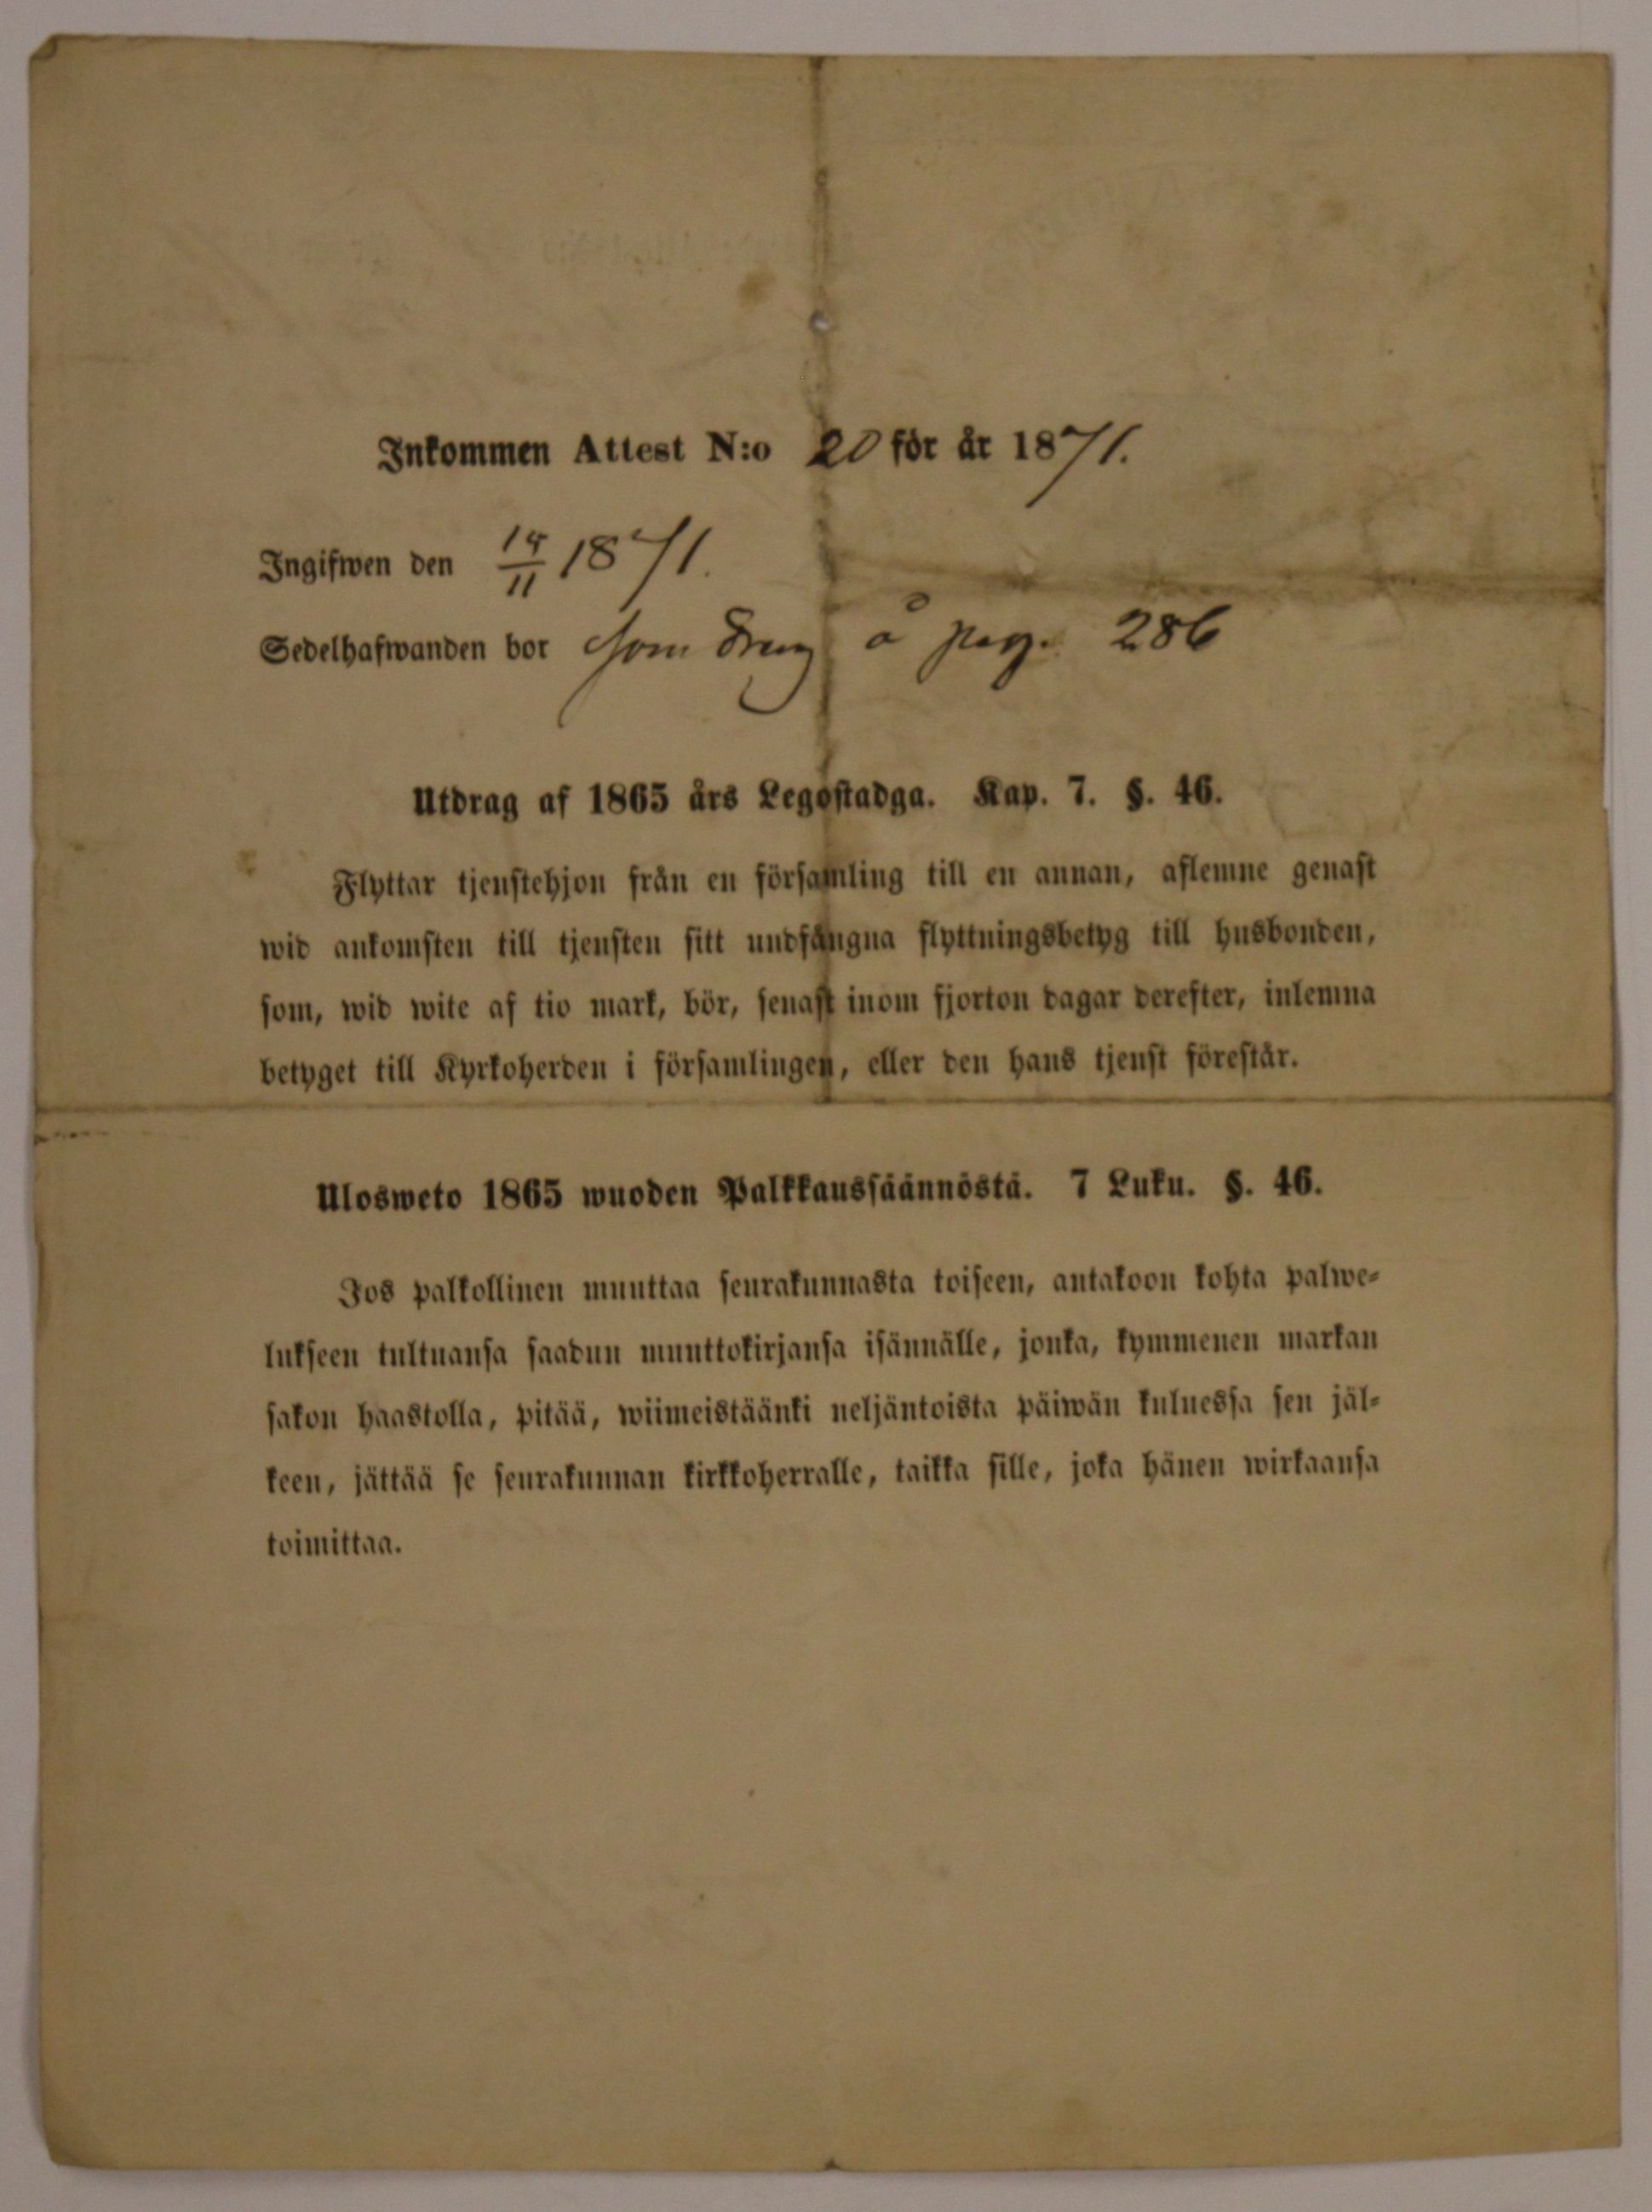 Inkommen Attest N:o 20 för år 1871.
Ingifwen den 14/11 1871.
Sedelhafwanden bor som dreng å pag. 286
Utdrag af 1865 års Legostadga. Kap. 7. §. 46.
Flyttar tjenstehjon från en församling till en annan, aflemne genast
wid ankomsten till tjensten sitt undfångna flyttningsbetyg till husbonden,
som, wid wite af tio mark, bör, senast inom fjorton dagar derefter, inlemna
betyget till Kyrkoherden i församlingen, eller den hans tjenst förestår.
Ulosweto 1865 wuoden Palkkaussäännöstä. 7 Luku. §. 46.
Jos palkollinen muuttaa seurakunnasta toiseen, antakoon kohta palwe-
lukseen tultuansa saadun muuttokirjansa isännälle, jonka, kymmenen markan
sakon haastolla, pitää, wiimeistäänki neljäntoista päiwän kuluessa sen jäl-
keen, jättää se seurakunnan kirkkoherralle, taikka sille, joka hänen wirkaansa
toimittaa.